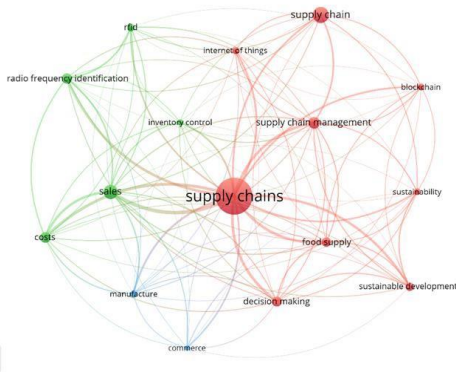 supply chain
rfid
internet of things
radio frequency identification
blockchain
inventory control
supply chain management
sales
supply chains
sustainability
costs
food supply
manufacture
decision making
sustainable development
commerce